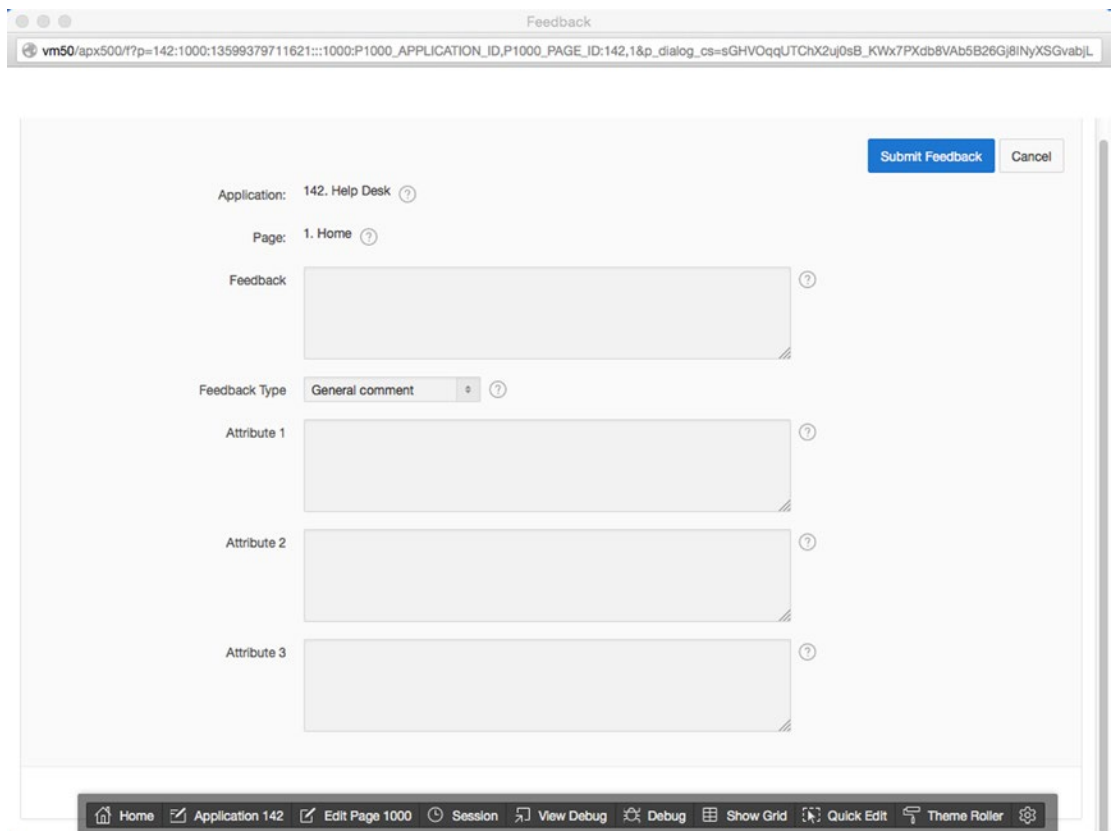 Feedback
vm50/apx500/f?p=142:1000:13599379711621:::1000:P1000_APPLICATION_ID,P1000_PAGE_ID:142,1&p_dialog_cs=sGHVOqqUTChX2uj0sB_KWx7PXdb8VAb5B26Gj8lNyXSGvabjL
Submit Feedback Cancel
Application: 142. Help Desk ?
Page: 1. Home ?
Feedback ?
Feedback Type General comment ?
Attribute 1 ?
Attribute 2 ?
Attribute 3 ?
Home Application 142 Edit Page 1000 Session View Debug Debug Show Grid Quick Edit Theme Roller